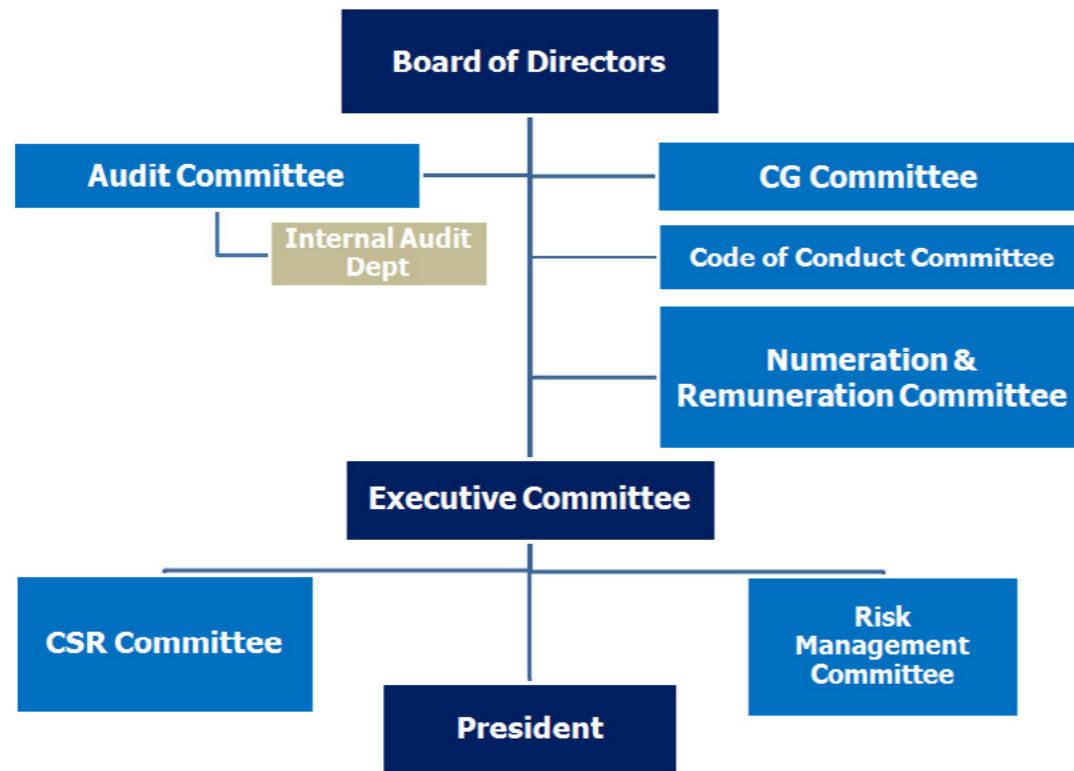 Board of Directors
Audit Committee
CG Committee
Internal Audit
Dept
Code of Conduct Committee
Numeration &
Remuneration Committee
Executive Committee
CSR Committee
Risk
Management
Committee
President